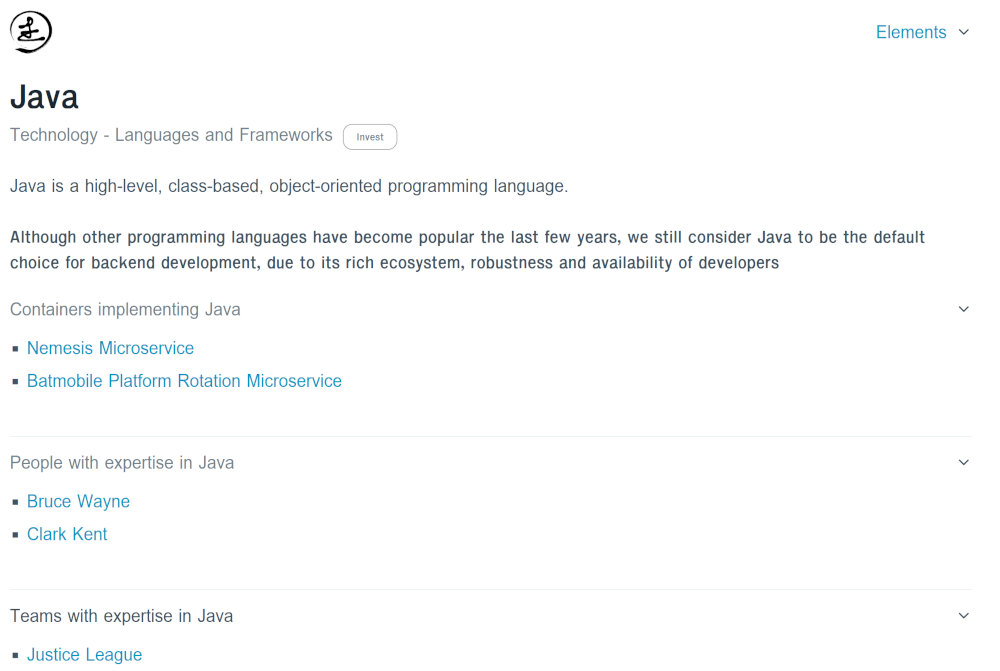 Elements
Java
Technology - Languages and Frameworks Invest
Java is a high-level, class-based, object-oriented programming language.
Although other programming languages have become popular the last few years, we still consider Java to be the default
choice for backend development, due to its rich ecosystem, robustness and availability of developers
Containers implementing Java
Nemesis Microservice
Batmobile Platform Rotation Microservice
People with expertise in Java
Bruce Wayne
Clark Kent
Teams with expertise in Java
Justice League